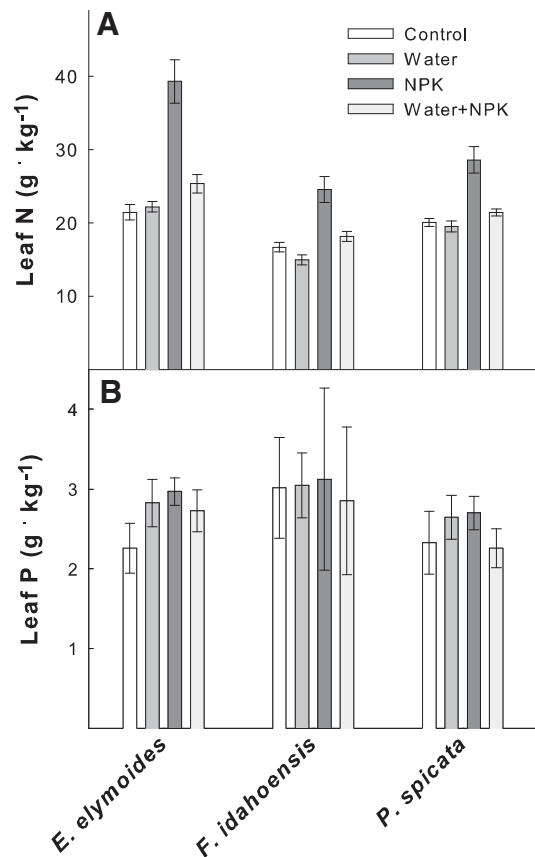 A
Control
Water
NPK
Water+NPK
Leaf N (g · kg-1)
40
30
20
10
B
Leaf P (g · kg-1)
4
3
2
1
E. elymoides
F. idahoensis
P. spicata